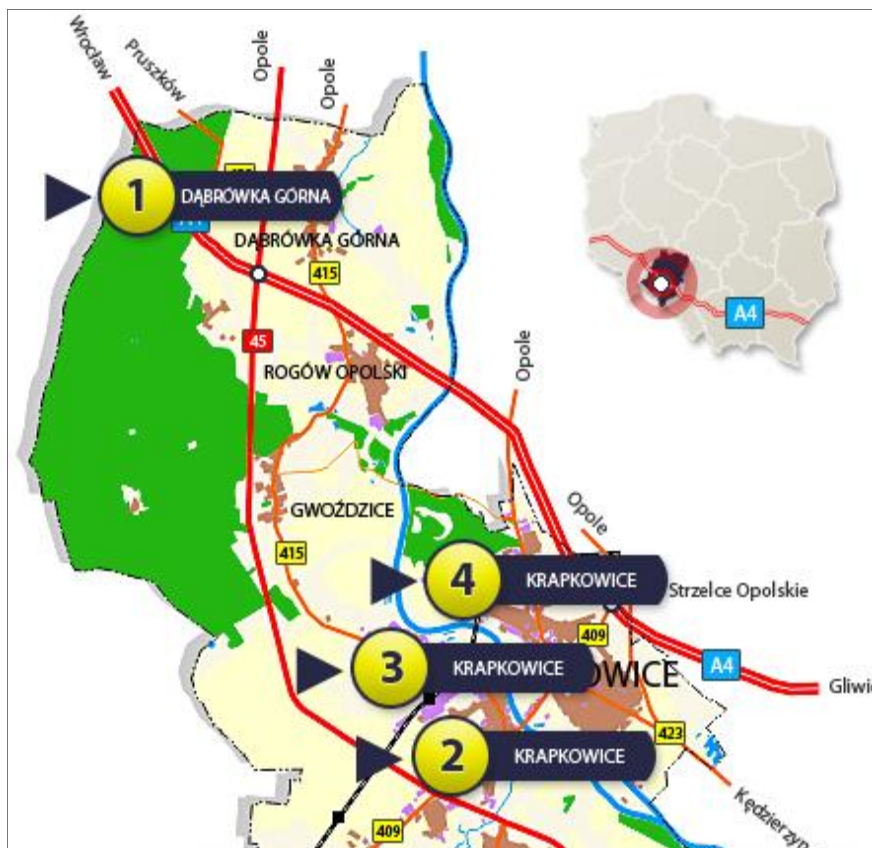 Wrocław
Pruszków
Opole
Opole
1
DĄBRÓWKA GÓRNA
DĄBRÓWKA GÓRNA
415
45
A4
ROGÓW OPOLSKI
Opole
GWOŹDZICE
Opole
415
4
KRAPKOWICE
Strzelce Opolskie
409
3
KRAPKOWICE
OWICE
A4
Gliwic
2
KRAPKOWICE
423
409
Kędzierzyn